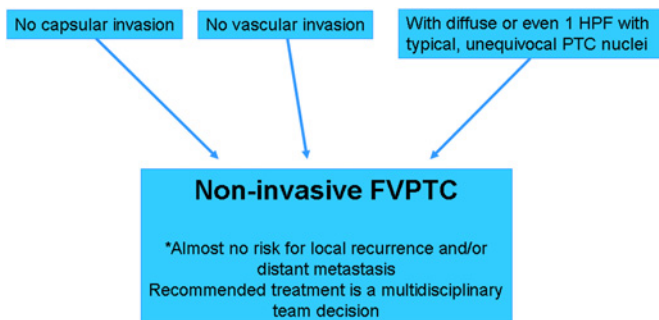 No capsular invasion
No vascular invasion
With diffuse or even 1 HPF with
typical, unequivocal PTC nuclei
Non-invasive FVPTC
*Almost no risk for local recurrence and/or
distant metastasis
Recommended treatment is a multidisciplinary
team decision